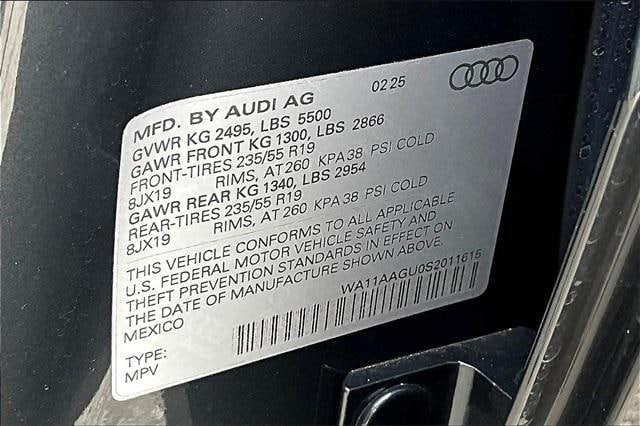 02 25
MFD. BY AUDI AG
GVWR KG 2495, LBS 5500
GAWR FRONT KG 1300, LBS 2866
FRONT-TIRES 235/55 R19
8JX19 RIMS, AT 260 KPA 38 PSI COLD
GAWR REAR KG 1340, LBS 2954
REAR-TIRES 235/55 R19
8JX19 RIMS, AT 260 KPA 38 PSI COLD
THIS VEHICLE CONFORMS TO ALL APPLICABLE
U.S. FEDERAL MOTOR VEHICLE SAFETY AND
THEFT PREVENTION STANDARDS IN EFFECT ON
THE DATE OF MANUFACTURE SHOWN ABOVE.
MEXICO
WA11AAGU0S2011615
TYPE:
MPV